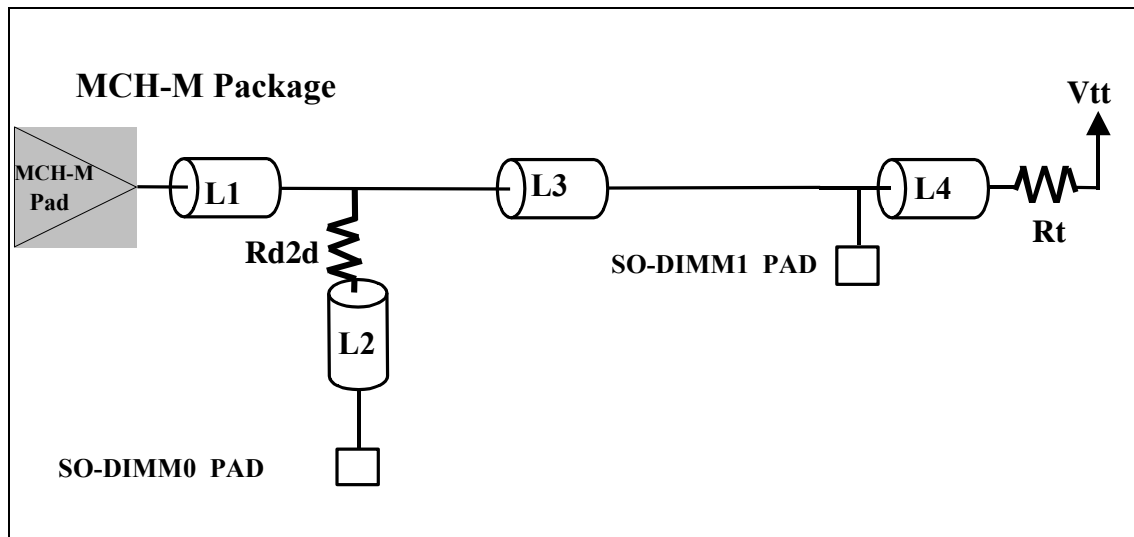 MCH-M Package
Vtt
MCH-M
Pad
L1
L3
L4
Rt
Rd2d
SO-DIMM1 PAD
L2
SO-DIMM0 PAD